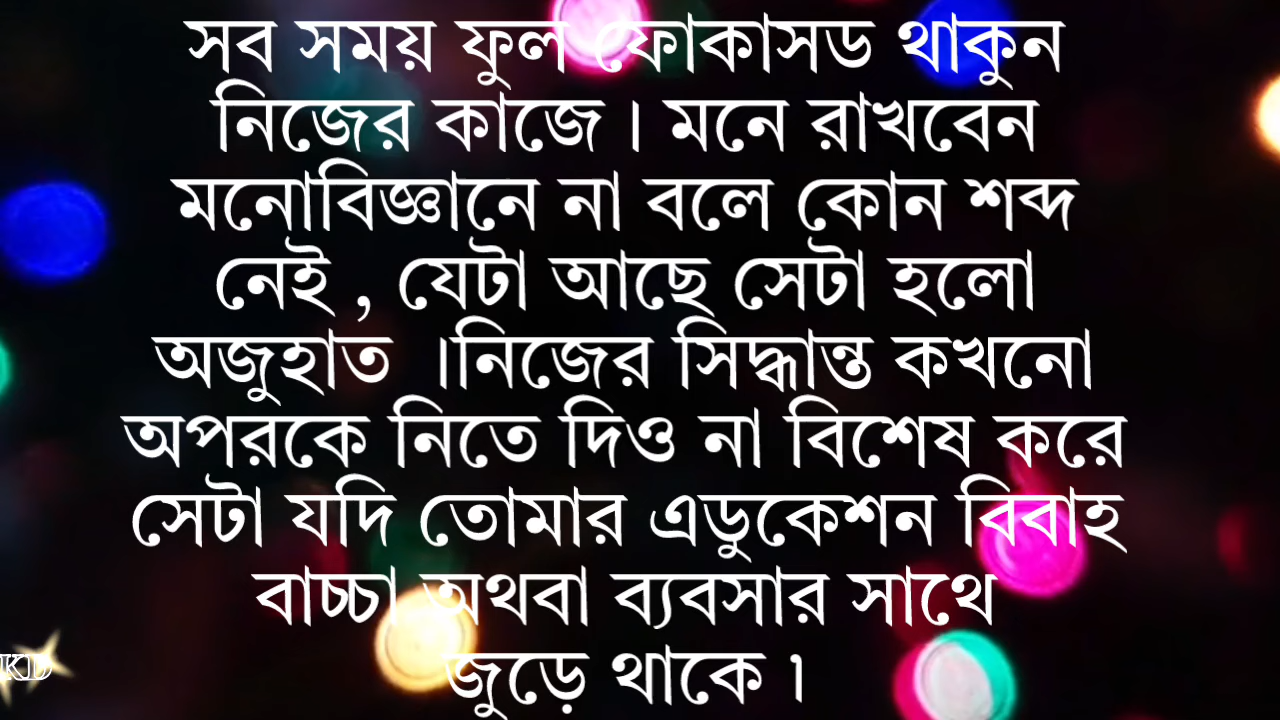 সব সময় ফুল ফোকাসড থাকুন
নিজের কাজে । মনে রাখবেন
মনোবিজ্ঞানে না বলে কোন শব্দ
নেই , যেটা আছে সেটা হলো
অজুহাত ।নিজের সিদ্ধান্ত কখনো
অপরকে নিতে দিও না বিশেষ করে
সেটা যদি তোমার এডুকেশন বিবাহ
বাচ্চা অথবা ব্যবসার সাথে
জুড়ে থাকে ৷
KD